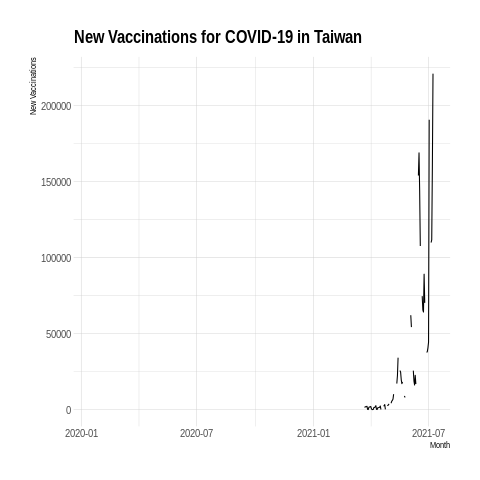 New Vaccinations for COVID-19 in Taiwan
New Vaccinations
200000
150000
100000
50000
0
2020-01 2020-07 2021-01 2021-07
Month